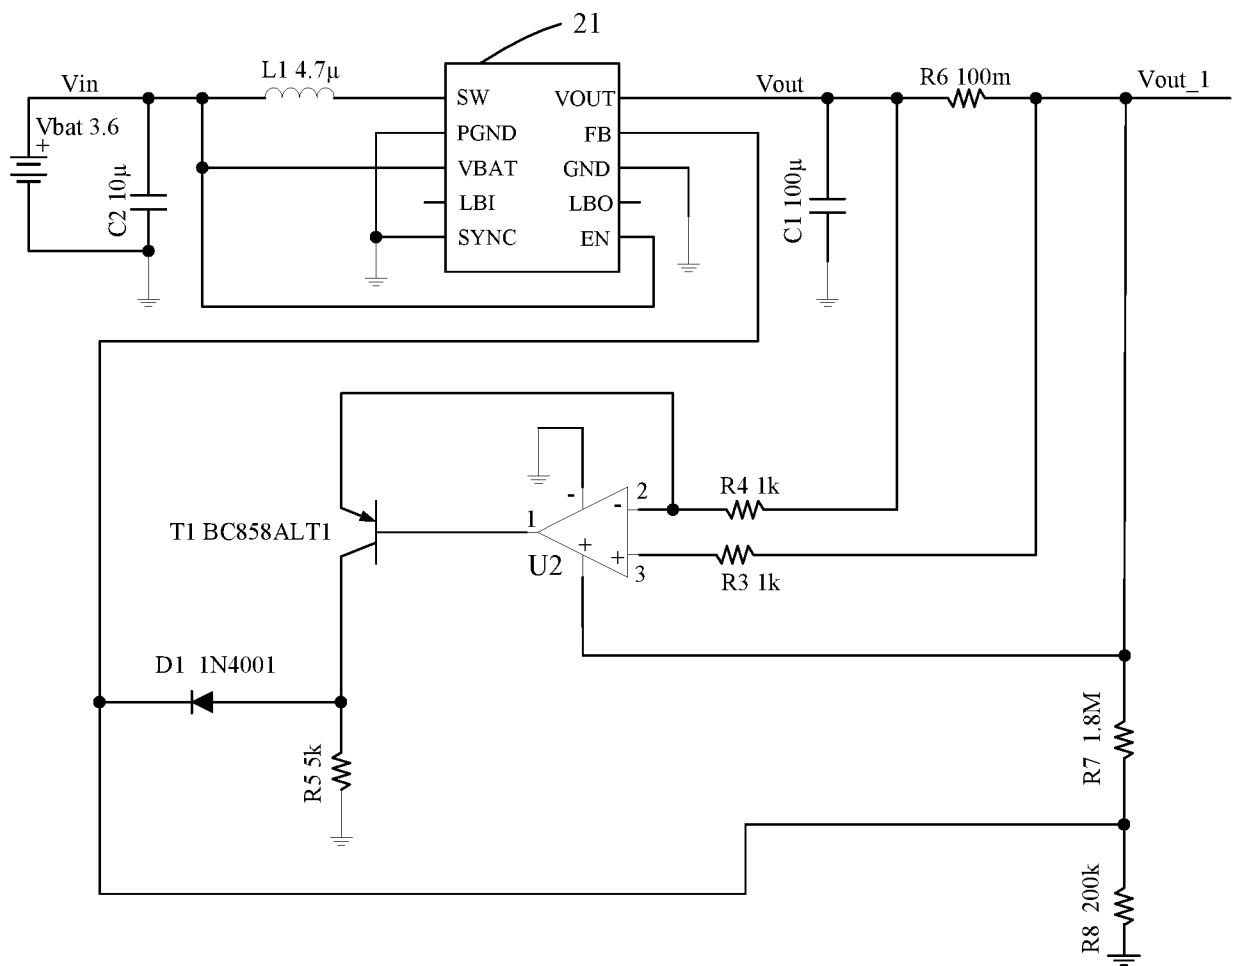 21
Vin
L1 4.7μ
Vout
R6 100m
Vout_1
Vbat 3.6
+
C2 10μ
SW
VOUT
PGND
FB
VBAT
GND
LBI
LBO
SYNC
EN
C1 100μ
T1 BC858ALT1
1
-
-
2
R4 1k
+
+
3
U2
R3 1k
D1 1N4001
R5 5k
R7 1.8M
R8 200k